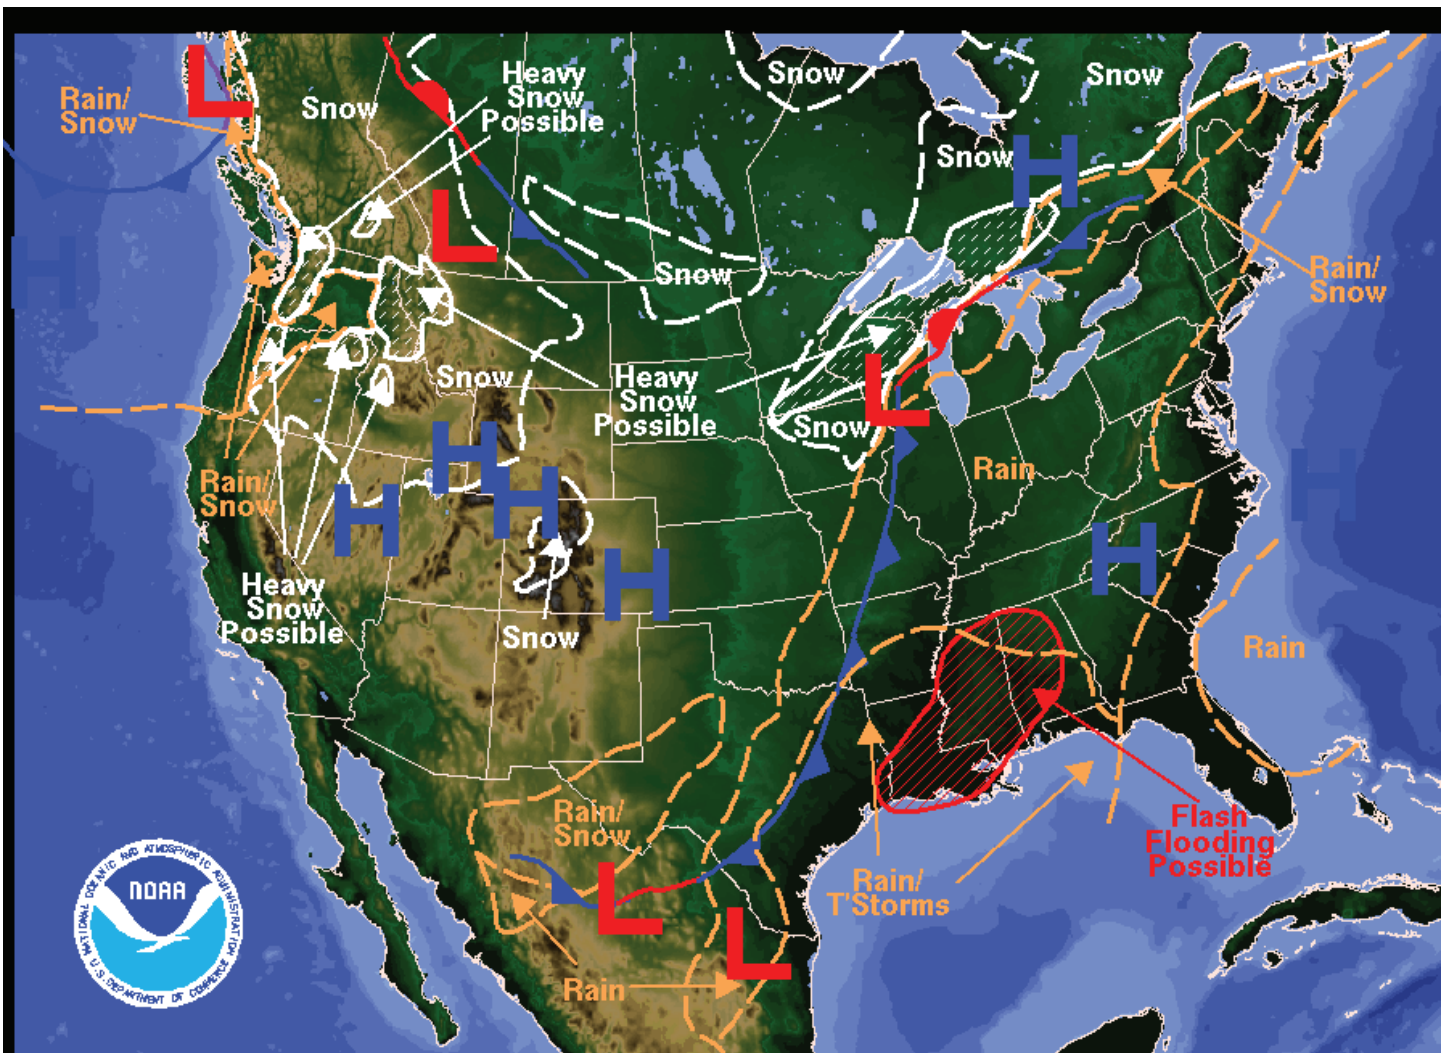 L
Rain/
Snow
Snow
Heavy
Snow
Possible
Snow
Snow
Snow
H
L
H
Snow
Rain/
Snow
Snow
Heavy
Snow
Possible
L
Snow
Rain/
Snow
H
H
H
Rain
H
H
H
Heavy
Snow
Possible
Snow
Rain
Rain/
Snow
Flash
Flooding
Possible
Rain/
T'Storms
L
L
Rain
NOAA
NATIONAL OCEANIC AND ATMOSPHERIC ADMINISTRATION
U.S. DEPARTMENT OF COMMERCE